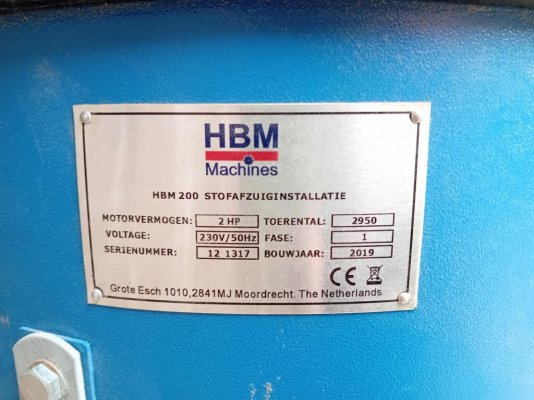 HBM
Machines
HBM 200 STOFAFZUIGINSTALLATIE
MOTORVERMOGEN: 2 HP TOERENTAL: 2950
VOLTAGE: 230V/50Hz FASE: 1
SERIENUMMER: 12 1317 BOUWJAAR: 2019
CE
Grote Esch 1010,2841MJ Moordrecht. The Netherlands